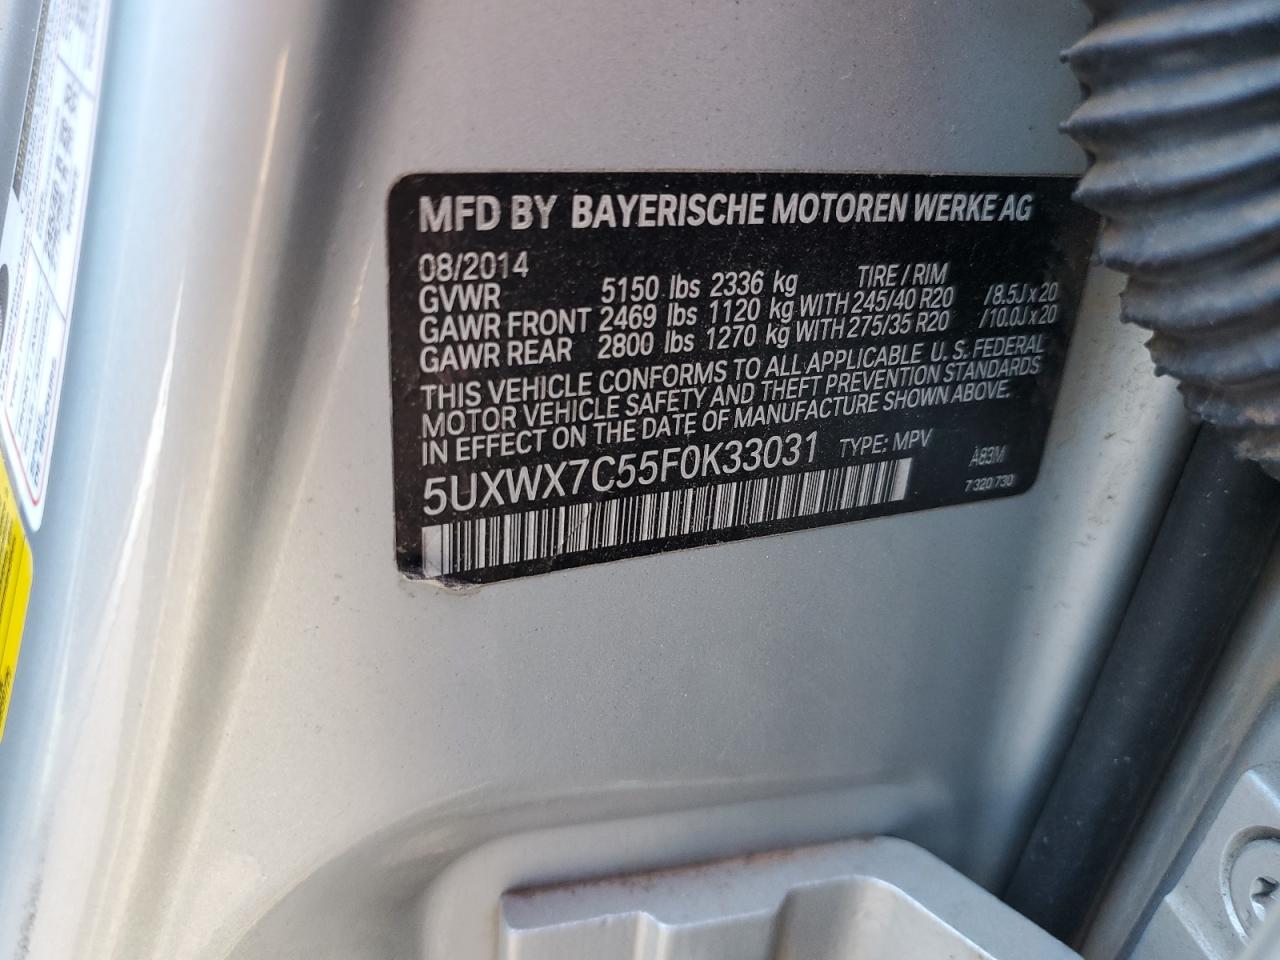 MFD BY BAYERISCHE MOTOREN WERKE AG
08/2014 TIRE / RIM
GVWR 5150 lbs 2336 kg
GAWR FRONT 2469 lbs 1120 kg WITH 245/40 R20 /8.5J x 20
GAWR REAR 2800 lbs 1270 kg WITH 275/35 R20 /10.0J x 20
THIS VEHICLE CONFORMS TO ALL APPLICABLE U. S. FEDERAL
MOTOR VEHICLE SAFETY AND THEFT PREVENTION STANDARDS
IN EFFECT ON THE DATE OF MANUFACTURE SHOWN ABOVE.
5UXWX7C55F0K33031 TYPE: MPV A83M
7 320 730